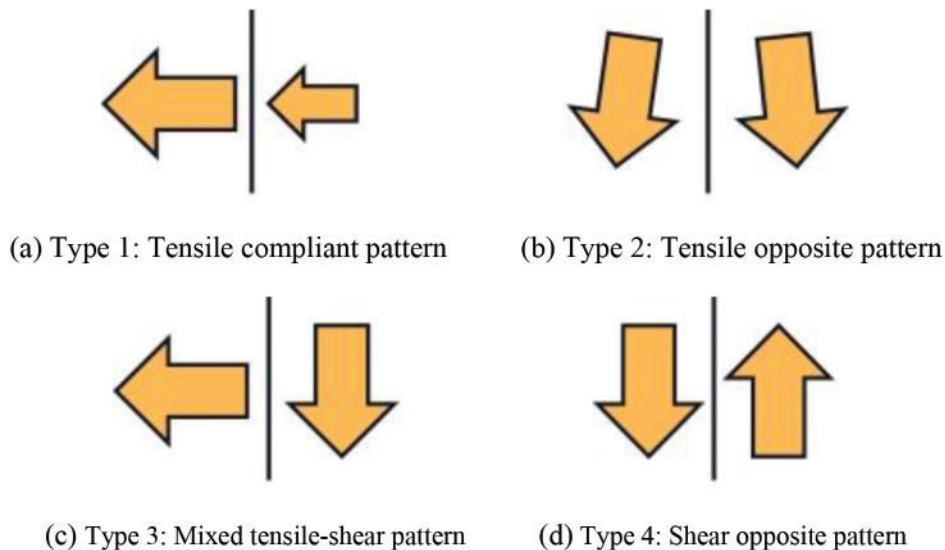 (a) Type 1: Tensile compliant pattern
(b) Type 2: Tensile opposite pattern
(c) Type 3: Mixed tensile-shear pattern
(d) Type 4: Shear opposite pattern